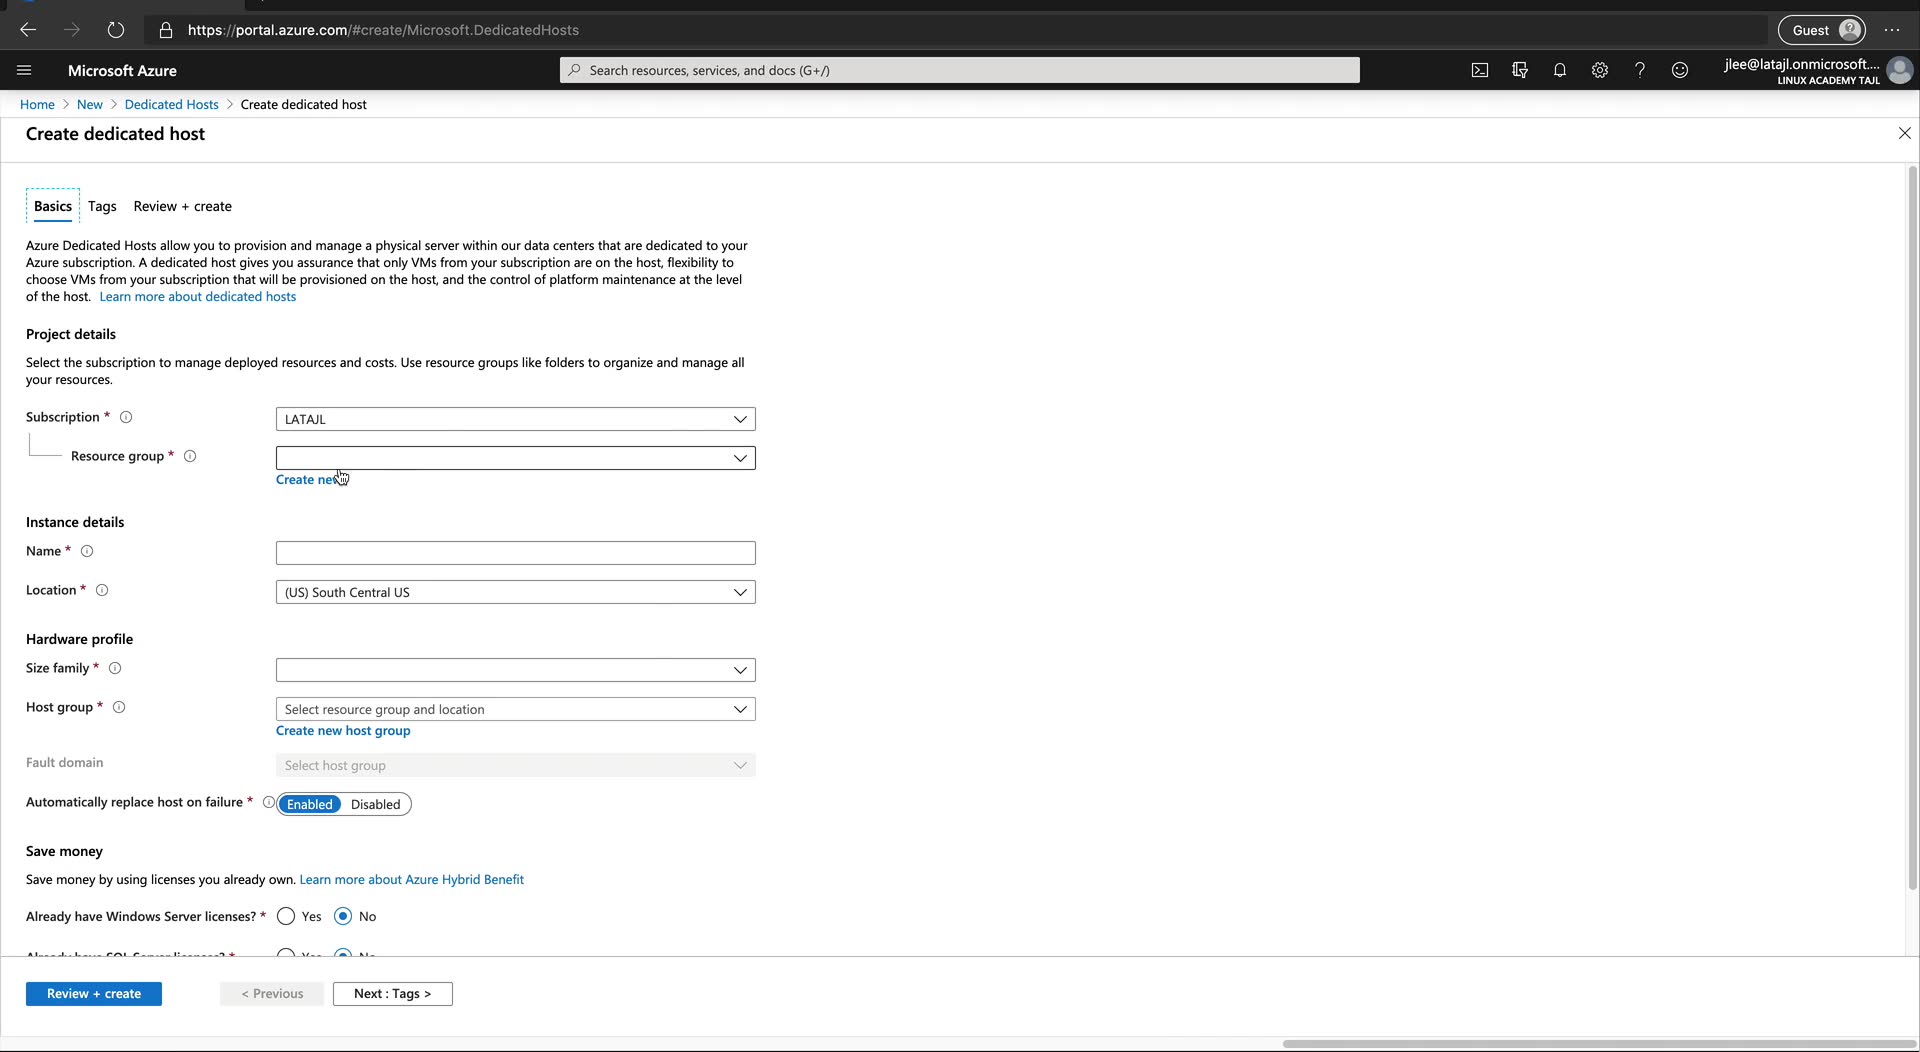 https://portal.azure.com/#create/Microsoft.DedicatedHosts
Guest
Microsoft Azure
Search resources, services, and docs (G+/)
jlee@latajl.onmicrosoft....
LINUX ACADEMY TAJL
Home > New > Dedicated Hosts > Create dedicated host
Create dedicated host
Basics Tags Review + create
Azure Dedicated Hosts allow you to provision and manage a physical server within our data centers that are dedicated to your
Azure subscription. A dedicated host gives you assurance that only VMs from your subscription are on the host, flexibility to
choose VMs from your subscription that will be provisioned on the host, and the control of platform maintenance at the level
of the host. Learn more about dedicated hosts
Project details
Select the subscription to manage deployed resources and costs. Use resource groups like folders to organize and manage all
your resources.
Subscription *
LATAJL
Resource group *
Create new
Instance details
Name *
Location *
(US) South Central US
Hardware profile
Size family *
Host group *
Select resource group and location
Create new host group
Fault domain
Select host group
Automatically replace host on failure *
Enabled Disabled
Save money
Save money by using licenses you already own. Learn more about Azure Hybrid Benefit
Already have Windows Server licenses? * Yes No
Already have SQL Server licenses? * Yes No
Review + create
< Previous
Next : Tags >